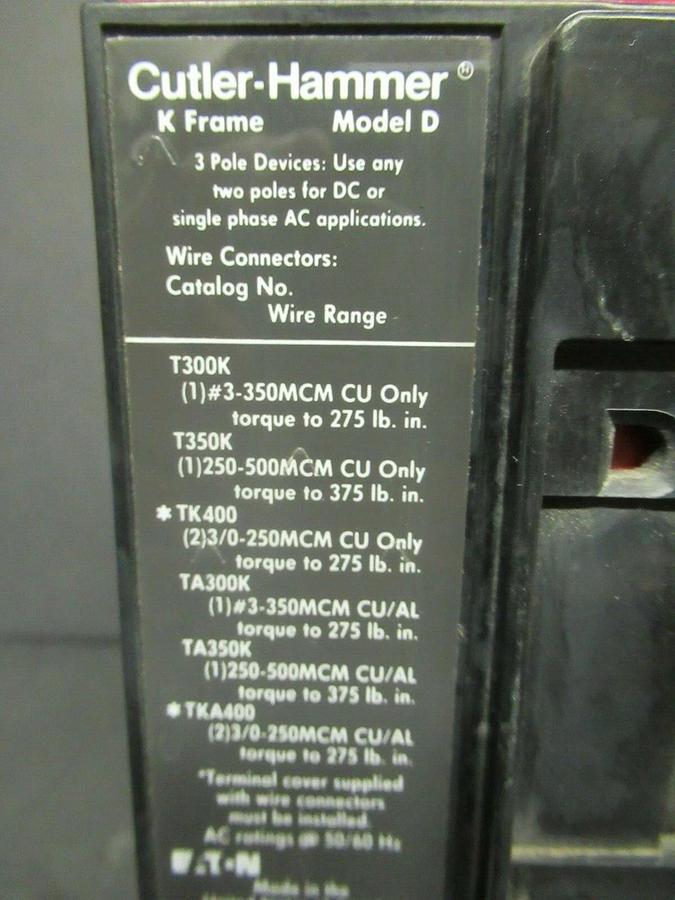 Cutler-Hammer ®
K Frame Model D
3 Pole Devices: Use any
two poles for DC or
single phase AC applications.
Wire Connectors:
Catalog No.
Wire Range
T300K
(1)#3-350MCM CU Only
torque to 275 lb. in.
T350K
(1)250-500MCM CU Only
torque to 375 lb. in.
* TK400
(2)3/0-250MCM CU Only
torque to 275 lb. in.
TA300K
(1)#3-350MCM CU/AL
torque to 275 lb. in.
TA350K
(1)250-500MCM CU/AL
torque to 375 lb. in.
* TKA400
(2)3/0-250MCM CU/AL
torque to 275 lb. in.
*Terminal cover supplied
with wire connectors
must be installed.
AC ratings @ 50/60 Hz
EATON
Made in the